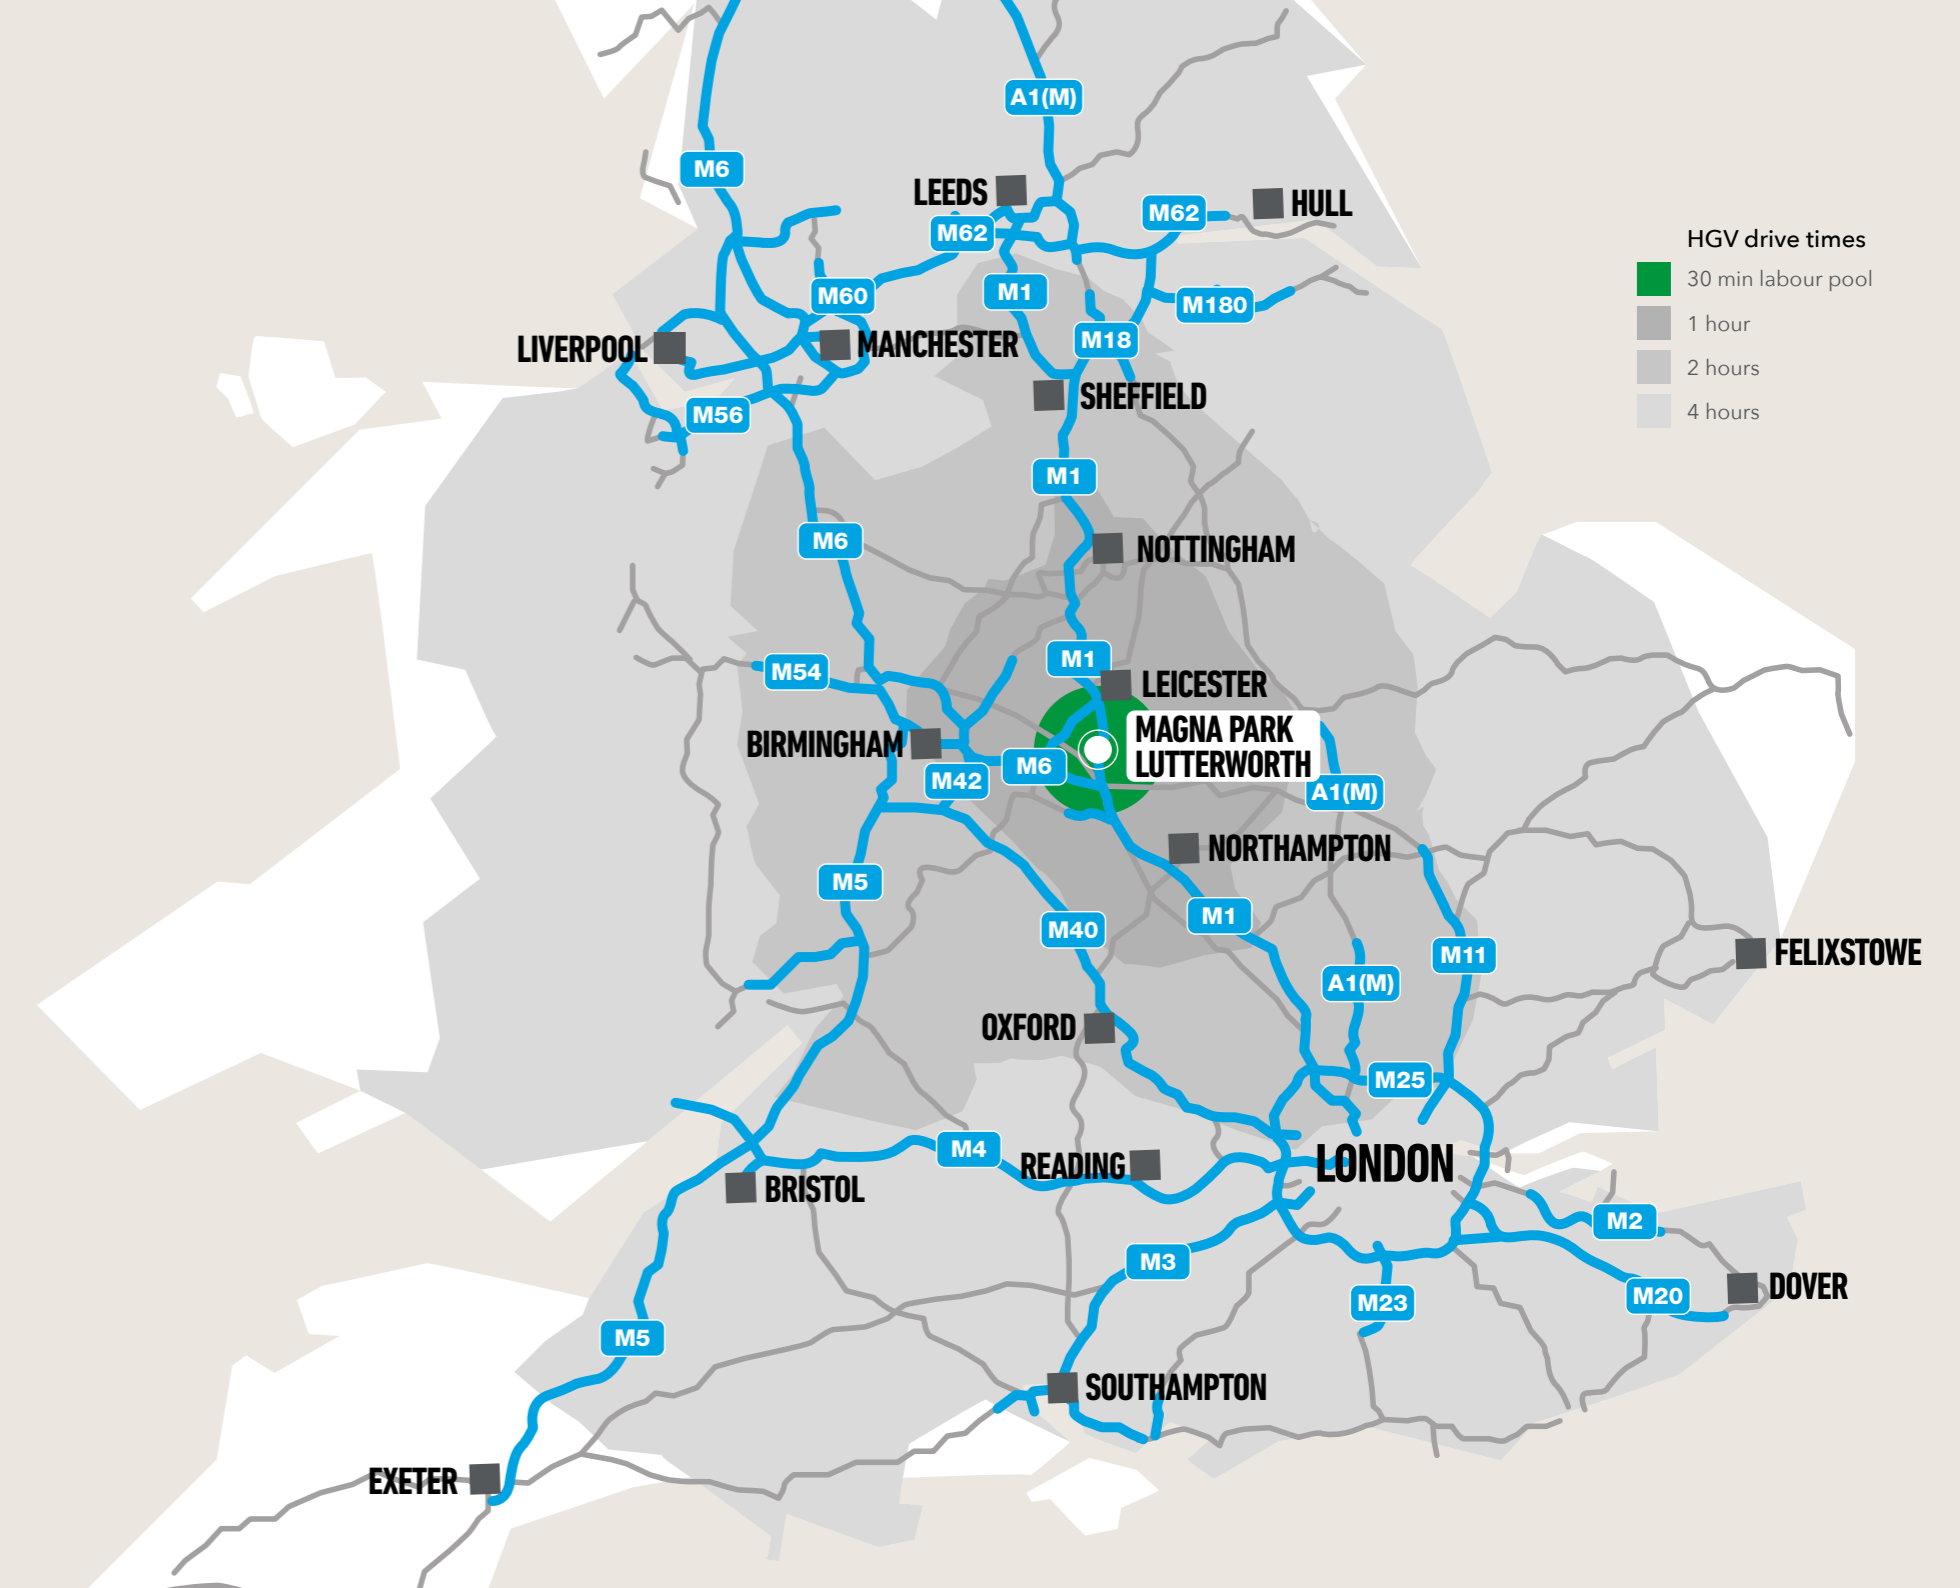 A1(M)
M6
LEEDS
HULL
M62
M62
HGV drive times
30 min labour pool
1 hour
2 hours
4 hours
M60
M1
M180
LIVERPOOL
MANCHESTER
M18
SHEFFIELD
M56
M1
M6
NOTTINGHAM
M54
M1
LEICESTER
BIRMINGHAM
MAGNA PARK
LUTTERWORTH
M6
M42
A1(M)
NORTHAMPTON
M5
M1
M40
M11
FELIXSTOWE
A1(M)
OXFORD
M25
M4
READING
LONDON
BRISTOL
M2
M3
M20
DOVER
M23
M5
SOUTHAMPTON
EXETER